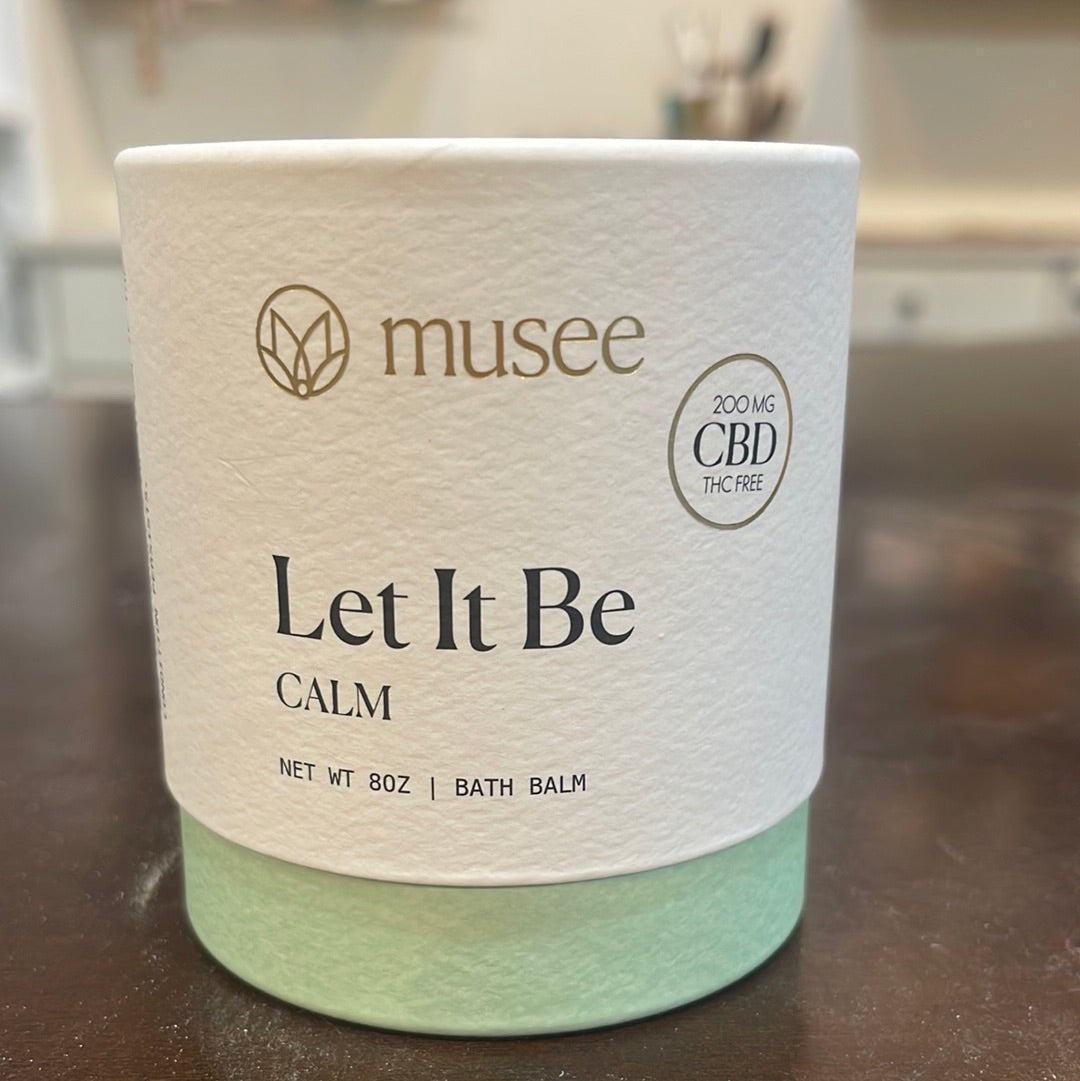 musee
200 MG
CBD
THC FREE
Let It Be
CALM
NET WT 8OZ | BATH BALM